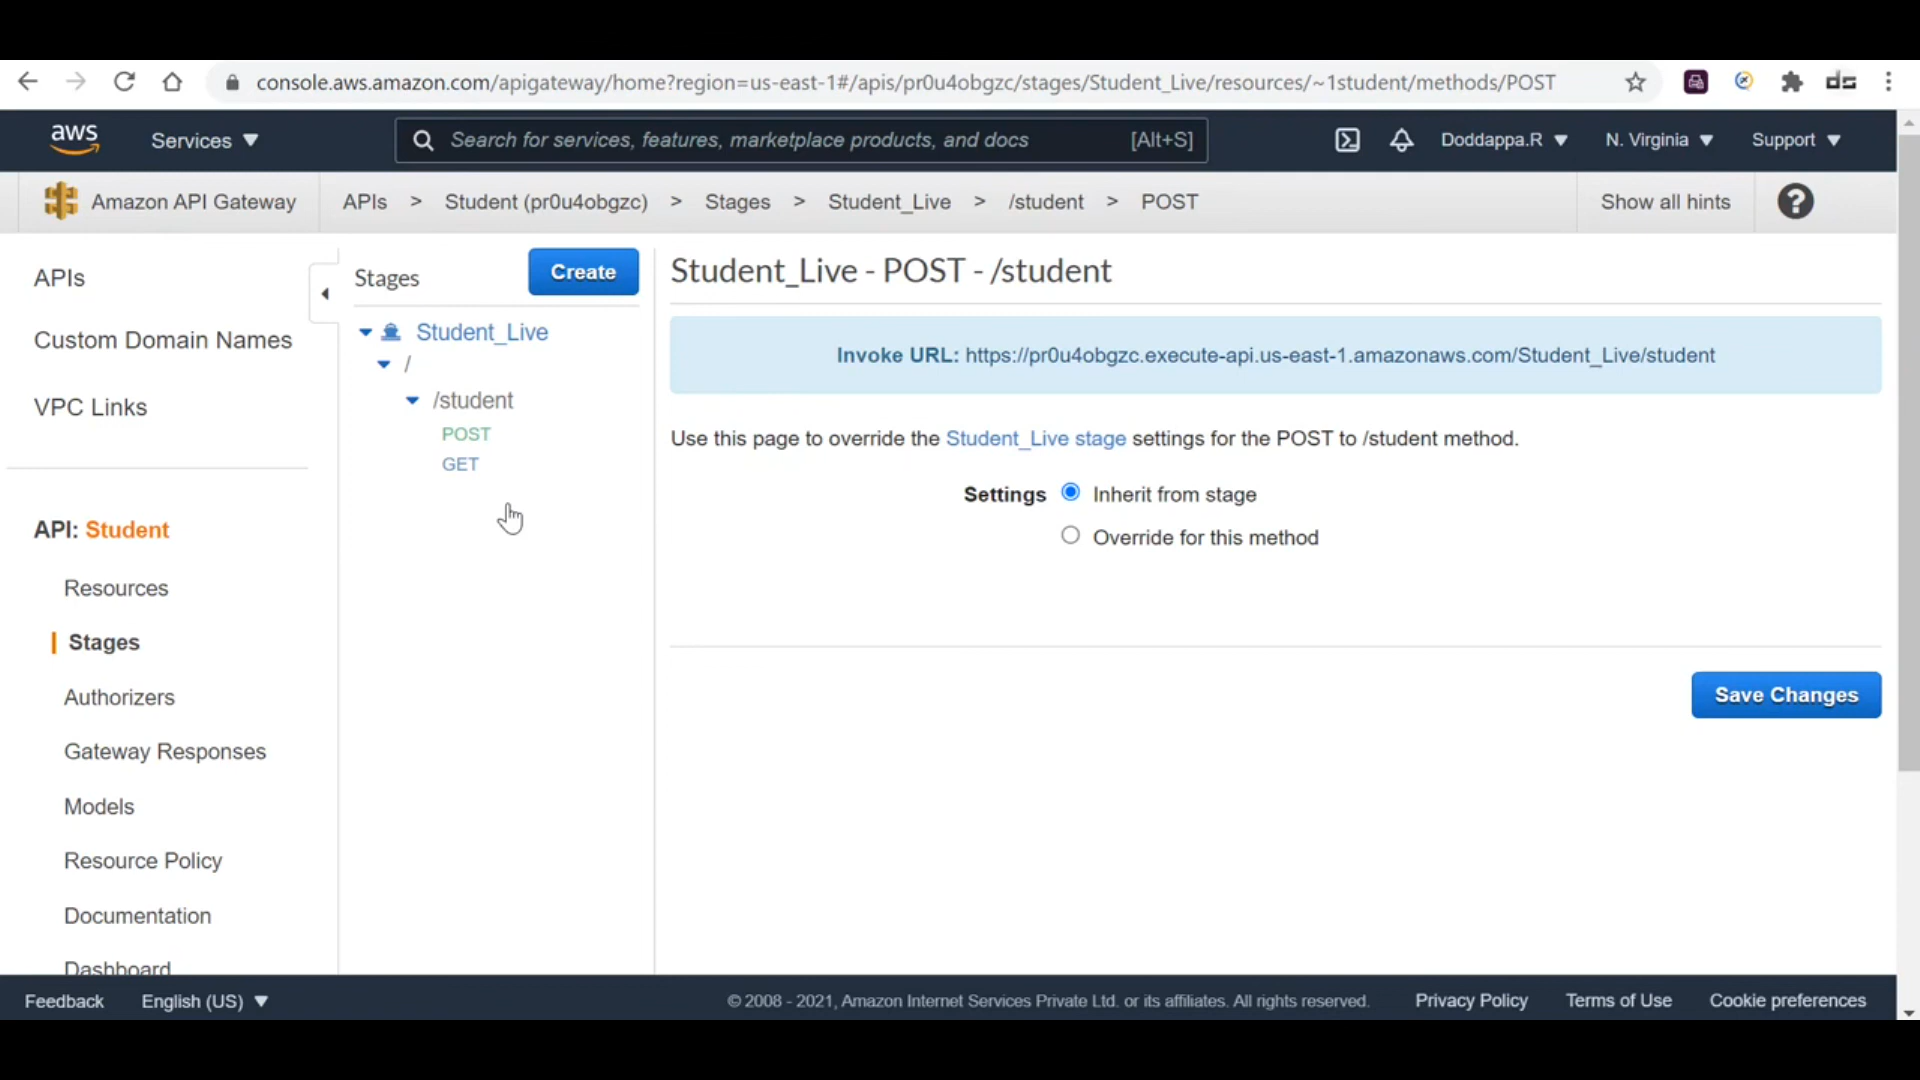 console.aws.amazon.com/apigateway/home?region=us-east-1#/apis/pr0u4obgzc/stages/Student_Live/resources/~1student/methods/POST
aws
Services
Search for services, features, marketplace products, and docs [Alt+S]
Doddappa.R
N. Virginia
Support
Amazon API Gateway
APIs > Student (pr0u4obgzc) > Stages > Student_Live > /student > POST
Show all hints
?
APIs
Custom Domain Names
VPC Links
API: Student
Resources
Stages
Authorizers
Gateway Responses
Models
Resource Policy
Documentation
Dashboard
Stages
Create
Student_Live
/
/student
POST
GET
Student_Live - POST - /student
Invoke URL: https://pr0u4obgzc.execute-api.us-east-1.amazonaws.com/Student_Live/student
Use this page to override the Student_Live stage settings for the POST to /student method.
Settings
Inherit from stage
Override for this method
Save Changes
Feedback
English (US)
© 2008 - 2021, Amazon Internet Services Private Ltd. or its affiliates. All rights reserved.
Privacy Policy
Terms of Use
Cookie preferences